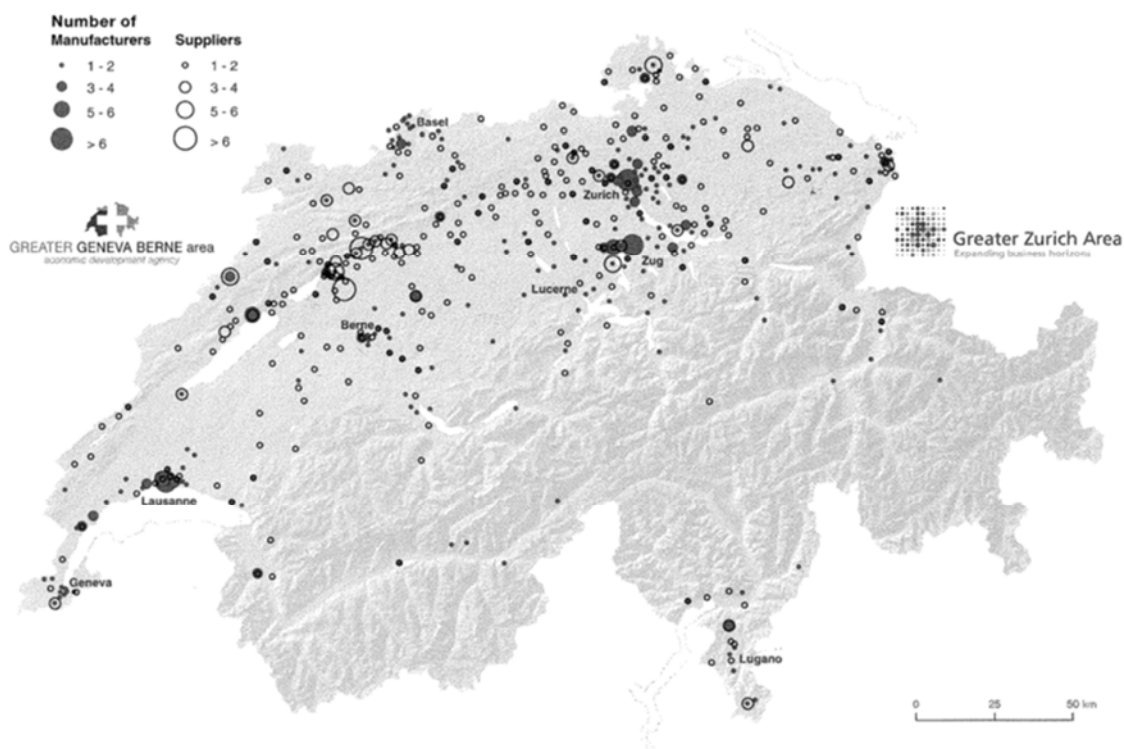 Number of
Manufacturers Suppliers
1 - 2 1 - 2
3 - 4 3 - 4
5 - 6 5 - 6
> 6 > 6
Basel
Zurich
GREATER GENEVA BERNE area
economic development agency
Greater Zurich Area
Expanding business horizons
Zug
Lucerne
Berne
Lausanne
Geneva
Lugano
0 25 50 km